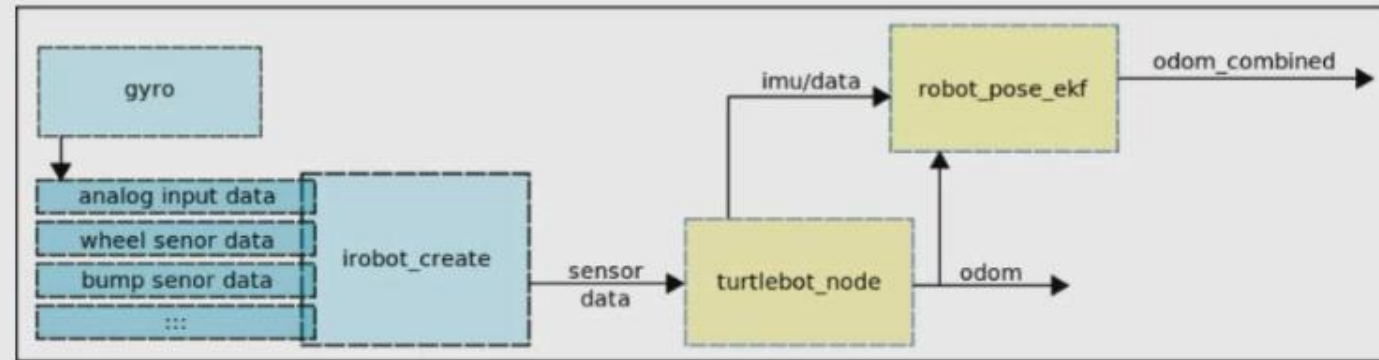 gyro
analog input data
wheel senor data
bump senor data
:::
irobot_create
sensor
data
turtlebot_node
imu/data
odom
robot_pose_ekf
odom_combined